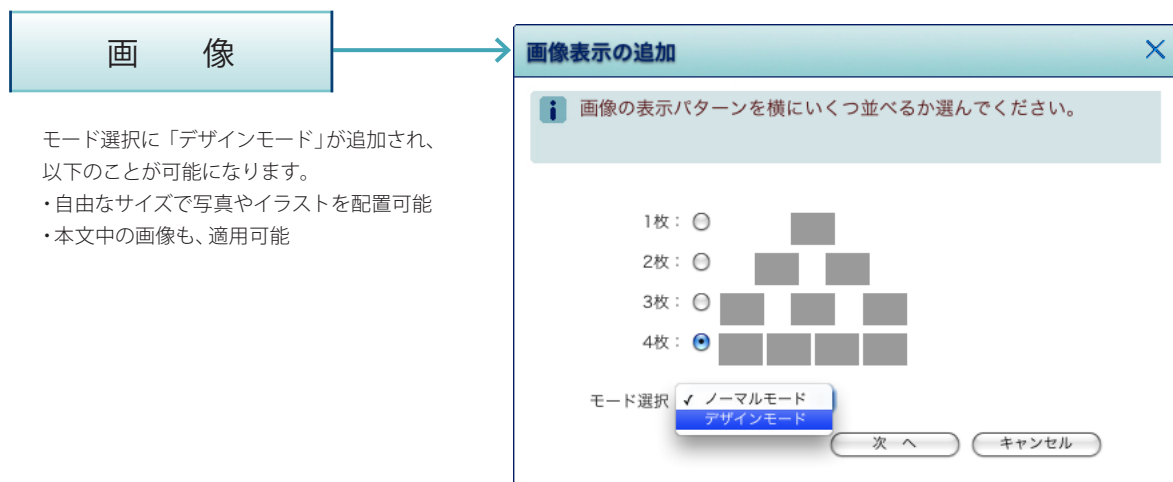 画　像
モード選択に「デザインモード」が追加され、
以下のことが可能になります。
・自由なサイズで写真やイラストを配置可能
・本文中の画像も、適用可能
画像表示の追加
画像の表示パターンを横にいくつ並べるか選んでください。
1枚：
2枚：
3枚：
4枚：
モード選択 ✓ ノーマルモード
デザインモード
次　へ　キャンセル